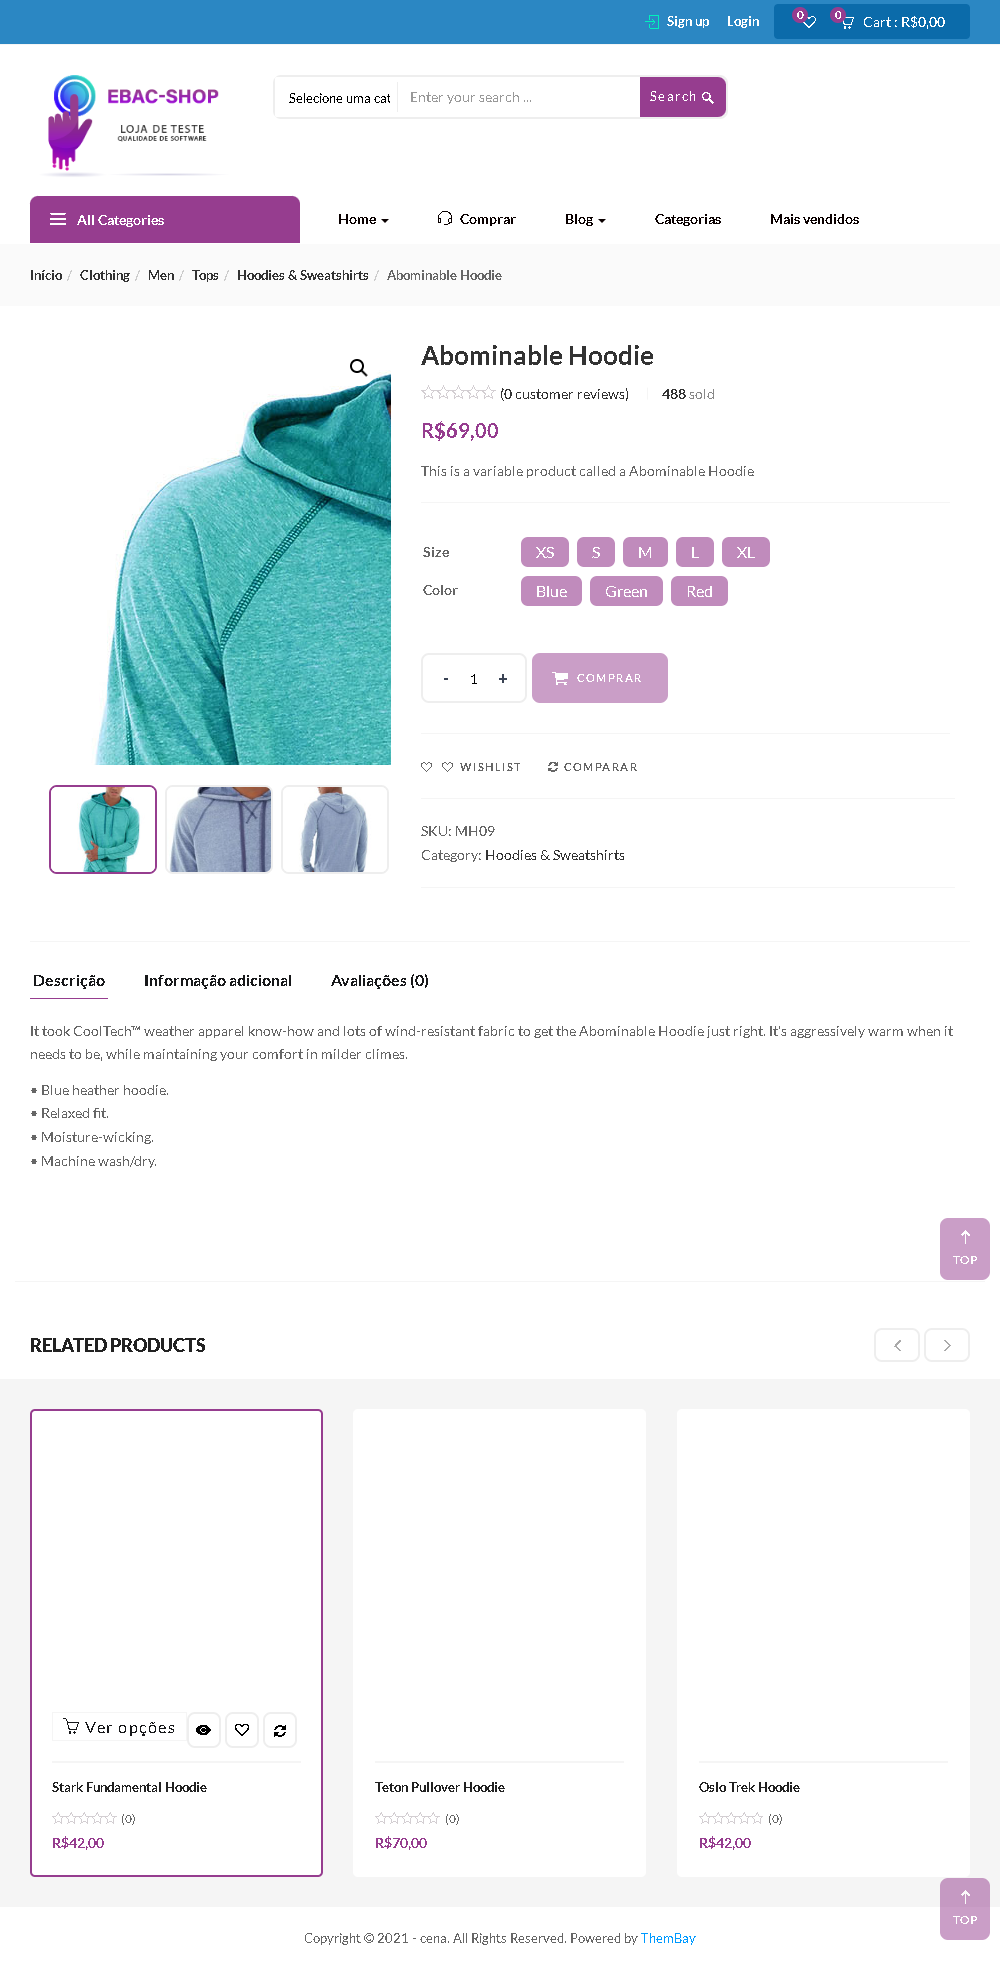 Sign up Login 0 0 Cart : R$0,00
EBAC-SHOP
LOJA DE TESTE
QUALIDADE DE SOFTWARE
Selecione uma cat Enter your search ... Search
All Categories Home Comprar Blog Categorias Mais vendidos
Início / Clothing / Men / Tops / Hoodies & Sweatshirts / Abominable Hoodie
Abominable Hoodie
(0 customer reviews) 488 sold
R$69,00
This is a variable product called a Abominable Hoodie
Size XS S M L XL
Color Blue Green Red
- 1 + COMPRAR
WISHLIST COMPARAR
SKU: MH09
Category: Hoodies & Sweatshirts
Descrição Informação adicional Avaliações (0)
It took CoolTech™ weather apparel know-how and lots of wind-resistant fabric to get the Abominable Hoodie just right. It's aggressively warm when it
needs to be, while maintaining your comfort in milder climes.
• Blue heather hoodie.
• Relaxed fit.
• Moisture-wicking.
• Machine wash/dry.
TOP
RELATED PRODUCTS
Ver opções
Stark Fundamental Hoodie Teton Pullover Hoodie Oslo Trek Hoodie
(0) (0) (0)
R$42,00 R$70,00 R$42,00
TOP
Copyright © 2021 - cena. All Rights Reserved. Powered by ThemBay